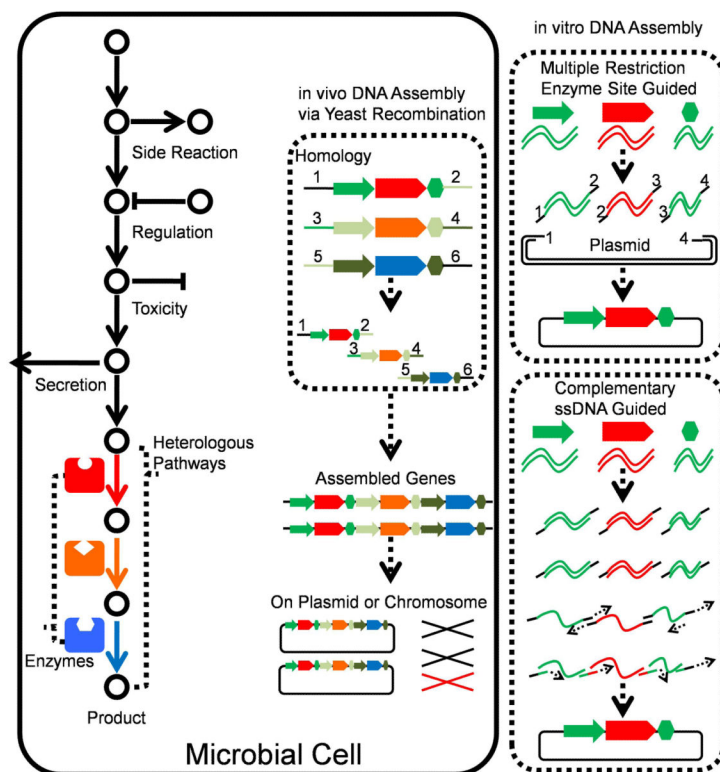 Side Reaction
Regulation
Toxicity
Secretion
Heterologous
Pathways
Enzymes
Product
Microbial Cell
in vivo DNA Assembly
via Yeast Recombination
Homology
1
2
3
4
5
6
1
2
3
4
5
6
Assembled Genes
On Plasmid or Chromosome
in vitro DNA Assembly
Multiple Restriction
Enzyme Site Guided
2 3 4
1 2 3
1 Plasmid 4
Complementary
ssDNA Guided